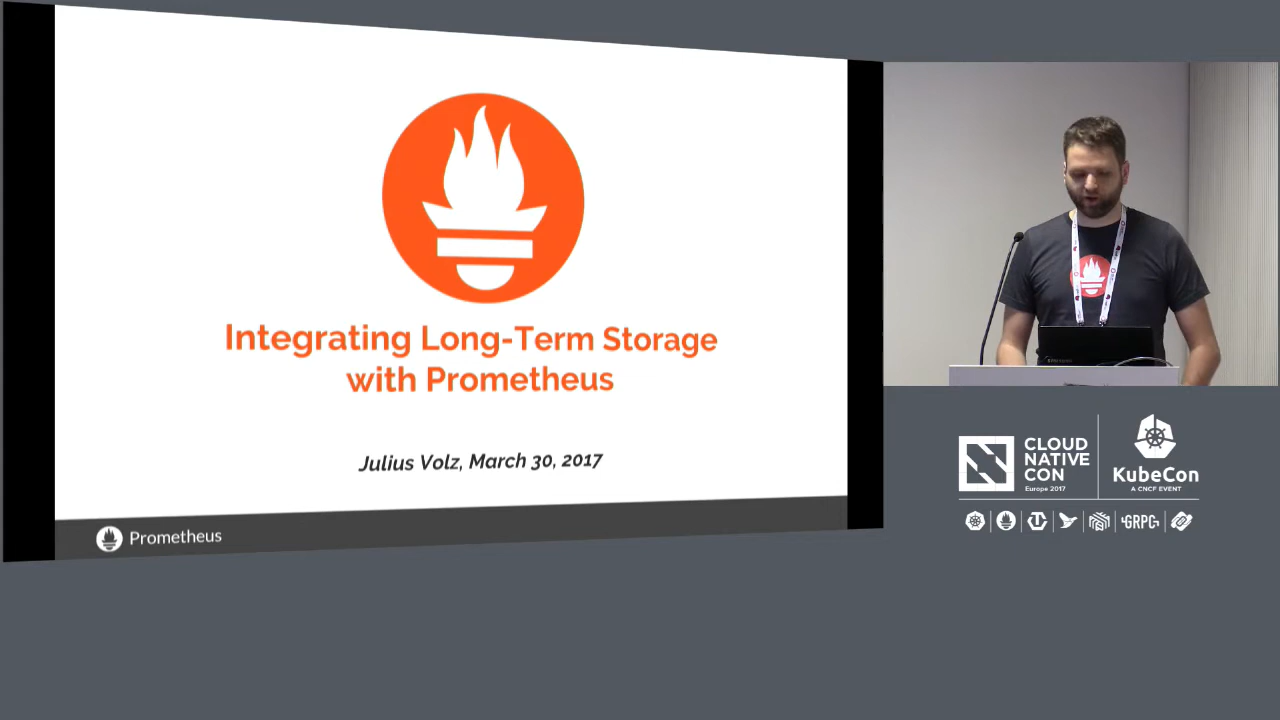 Integrating Long-Term Storage
with Prometheus
Julius Volz, March 30, 2017
Prometheus
CLOUD
NATIVE
CON
Europe 2017
KubeCon
A CNCF EVENT
GRPC